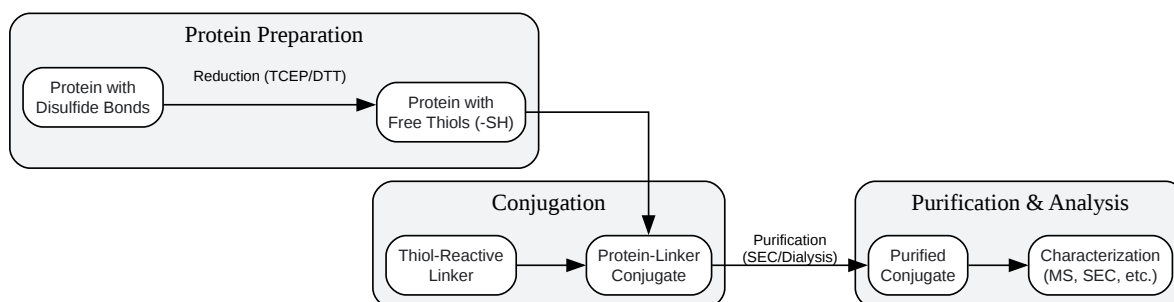 Protein Preparation
Protein with
Disulfide Bonds
Reduction (TCEP/DTT)
Protein with
Free Thiols (-SH)
Conjugation
Thiol-Reactive
Linker
Protein-Linker
Conjugate
Purification
(SEC/Dialysis)
Purification & Analysis
Purified
Conjugate
Characterization
(MS, SEC, etc.)